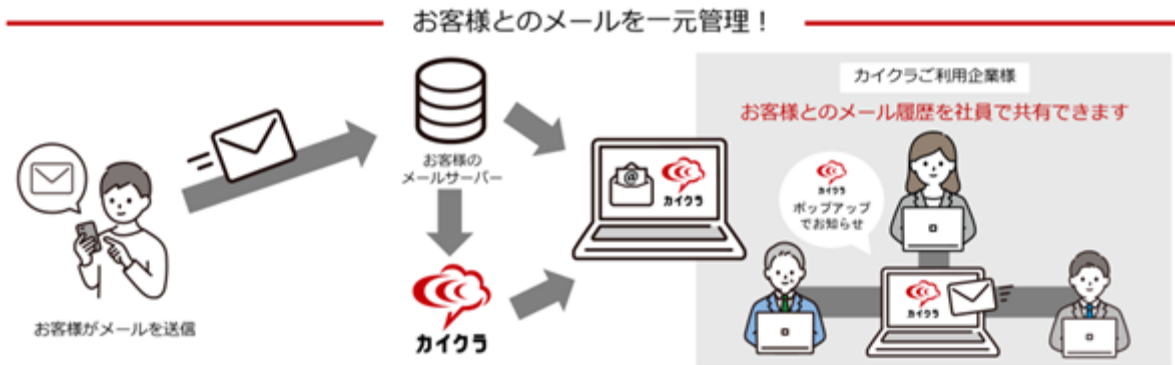 お客様とのメールを一元管理！
カイクラご利用企業様
お客様とのメール履歴を社員で共有できます
お客様の
メールサーバー
@
カイクラ
カイクラ
ポップアップ
でお知らせ
カイクラ
カイクラ
お客様がメールを送信